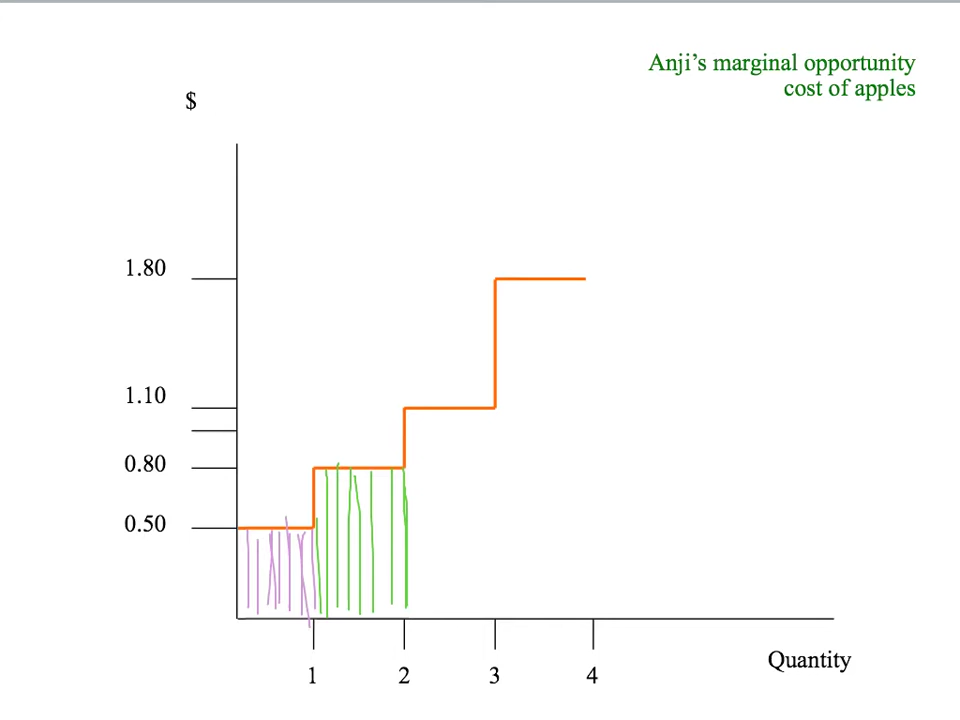 Anji's marginal opportunity
cost of apples
$
1.80
1.10
0.80
0.50
1 2 3 4
Quantity